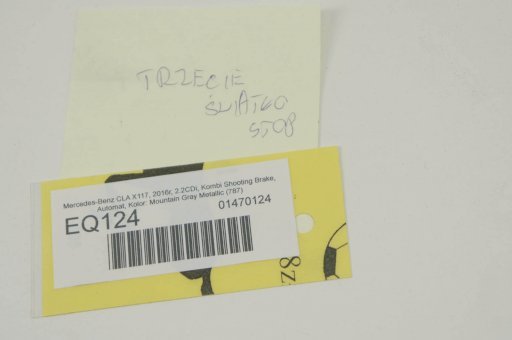 TRZECIE
ŚWIATŁO
STOP
Mercedes-Benz CLA X117, 2016r, 2.2CDi, Kombi Shooting Brake,
Automat, Kolor: Mountain Gray Metallic (787)
EQ124
01470124
8z